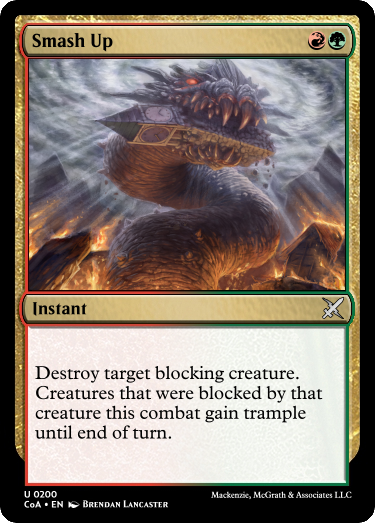 Smash Up
Instant
Destroy target blocking creature.
Creatures that were blocked by that
creature this combat gain trample
until end of turn.
U 0200
CoA • EN BRENDAN LANCASTER
Mackenzie, McGrath & Associates LLC